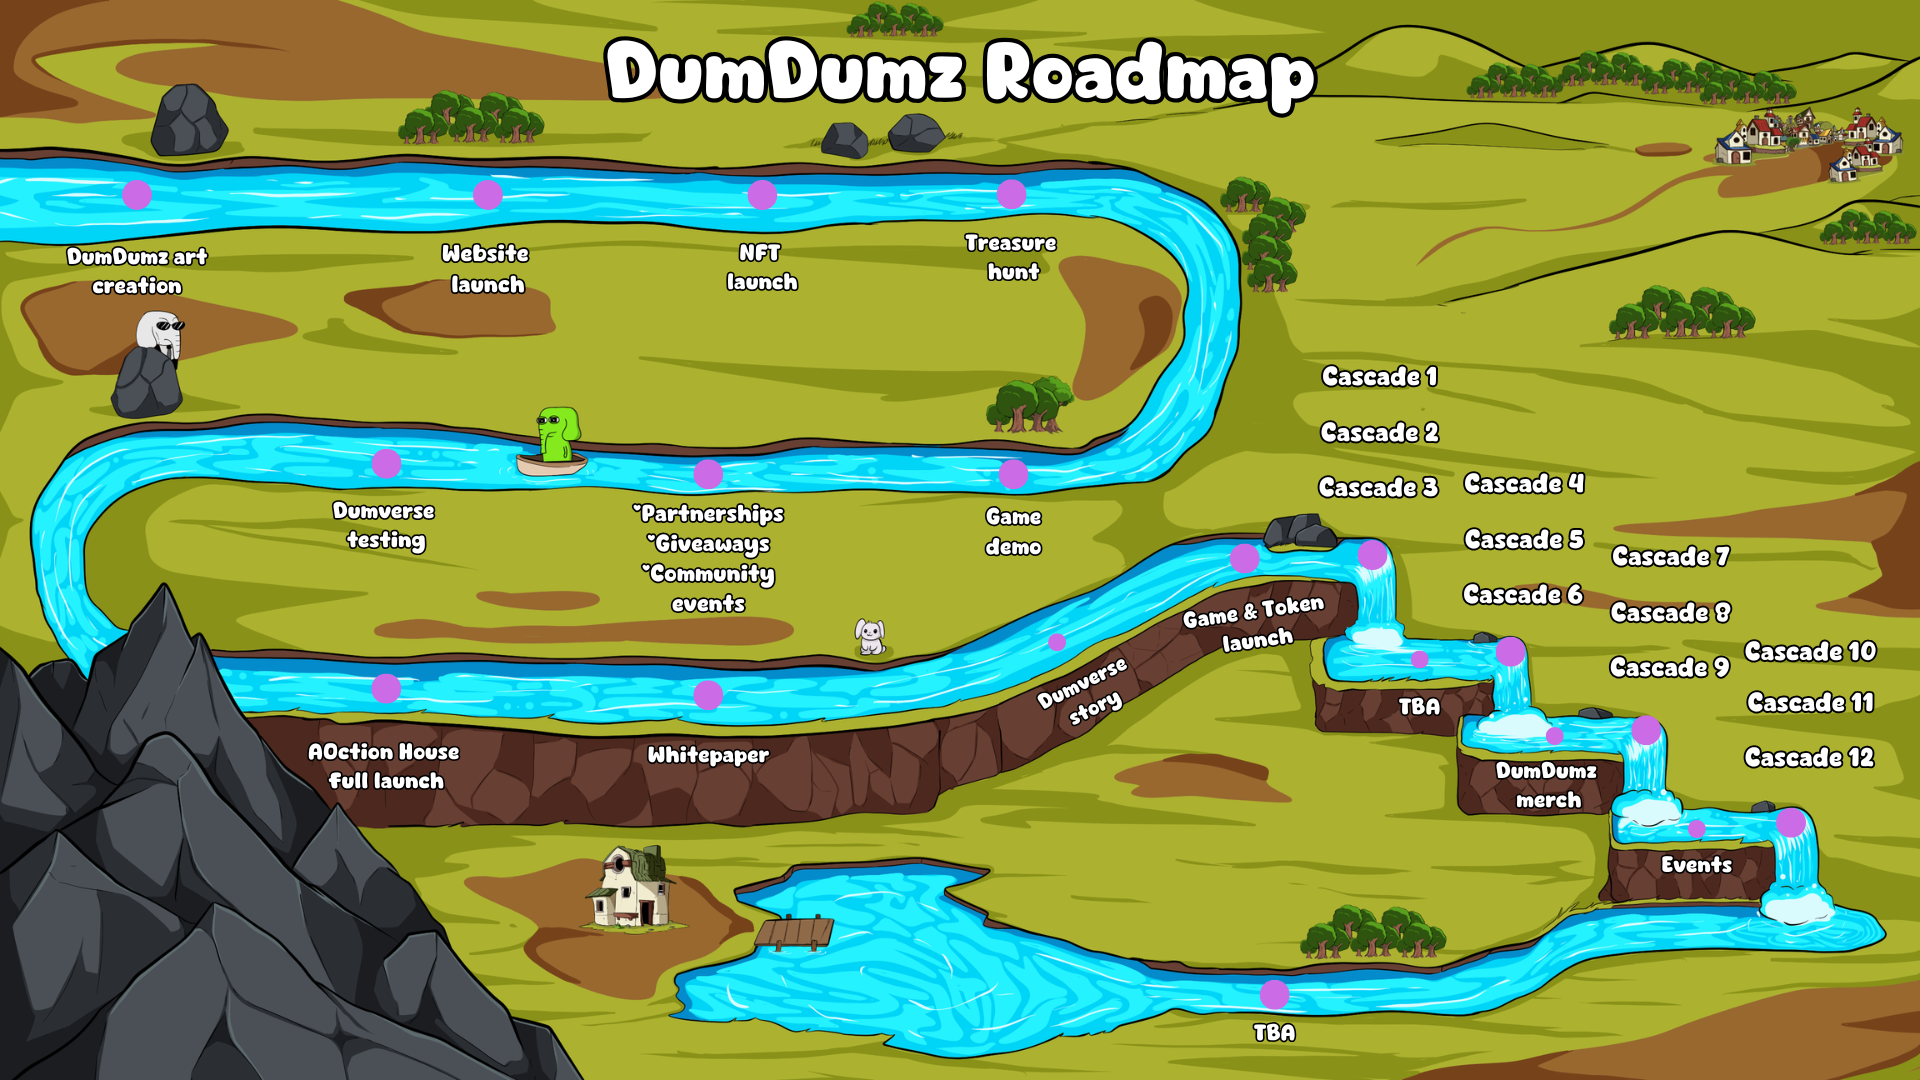 DumDumz Roadmap
DumDumz art
creation
Website
launch
NFT
launch
Treasure
hunt
Game
demo
*Partnerships
*Giveaways
*Community
events
Dumverse
testing
AOction House
full launch
Whitepaper
Dumverse
story
Game & Token
launch
Cascade 1
Cascade 2
Cascade 3
TBA
Cascade 4
Cascade 5
Cascade 6
DumDumz
merch
Cascade 7
Cascade 8
Cascade 9
Events
Cascade 10
Cascade 11
Cascade 12
TBA